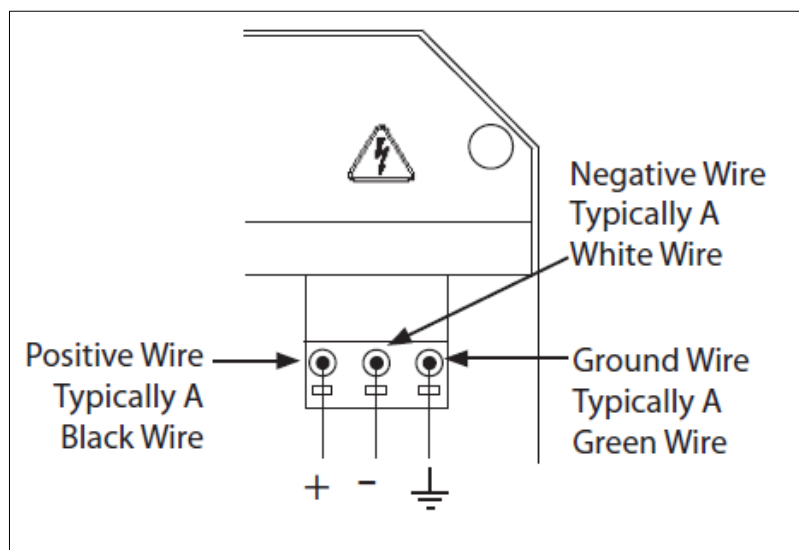 Negative Wire
Typically A
White Wire
Positive Wire
Typically A
Black Wire
Ground Wire
Typically A
Green Wire
+ -